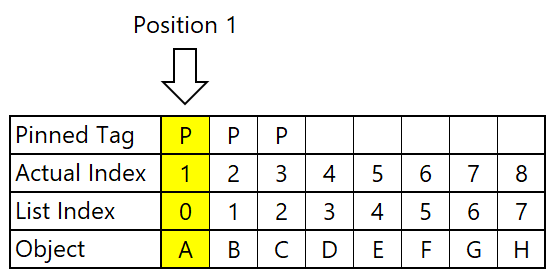 Position 1
Pinned Tag P P P
Actual Index 1 2 3 4 5 6 7 8
List Index 0 1 2 3 4 5 6 7
Object A B C D E F G H